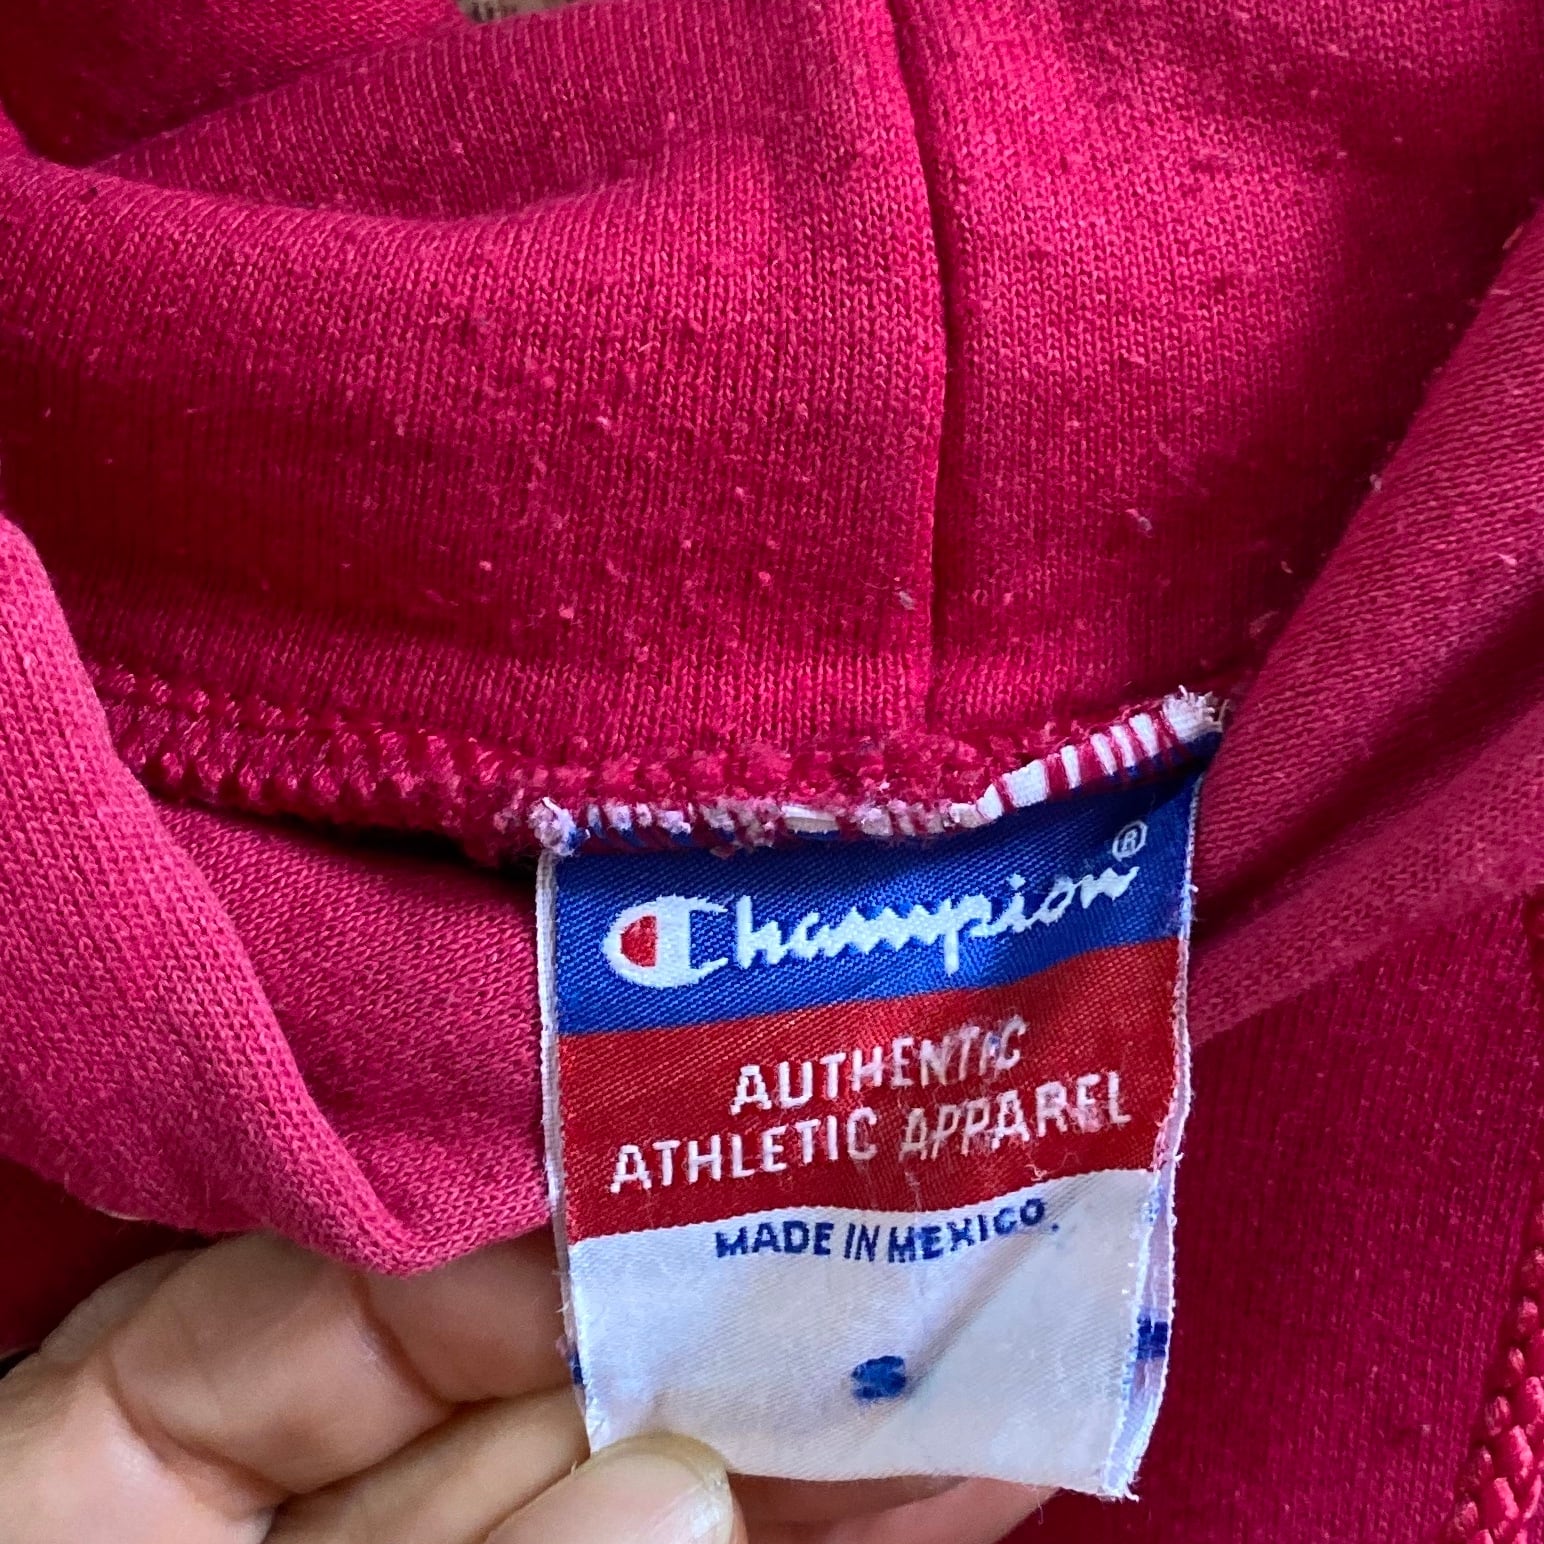 Champion®
AUTHENTIC
ATHLETIC APPAREL
MADE IN MEXICO.
S